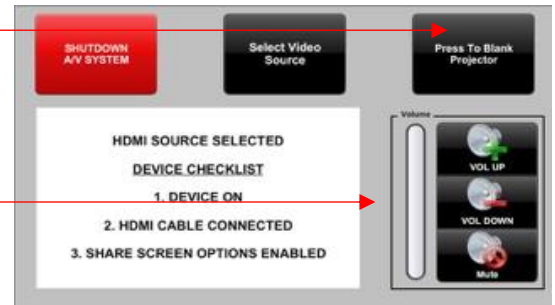 SHUTDOWN
A/V SYSTEM
Select Video
Source
Press To Blank
Projector
HDMI SOURCE SELECTED
DEVICE CHECKLIST
1. DEVICE ON
2. HDMI CABLE CONNECTED
3. SHARE SCREEN OPTIONS ENABLED
Volume
VOL UP
VOL DOWN
Mute